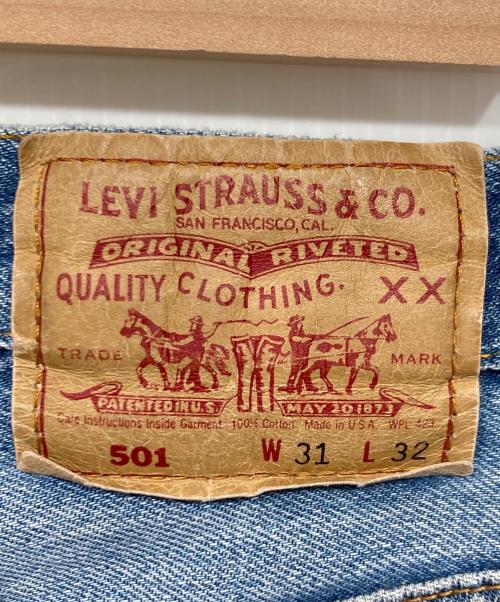 LEVI STRAUSS & CO.
SAN FRANCISCO, CAL.
ORIGINAL RIVETED
QUALITY CLOTHING. XX
TRADE MARK
PATENTED IN U.S. MAY 20 1873
Care Instructions Inside Garment 100% Cotton Made in U.S.A. WPL 423
501 W 31 L 32